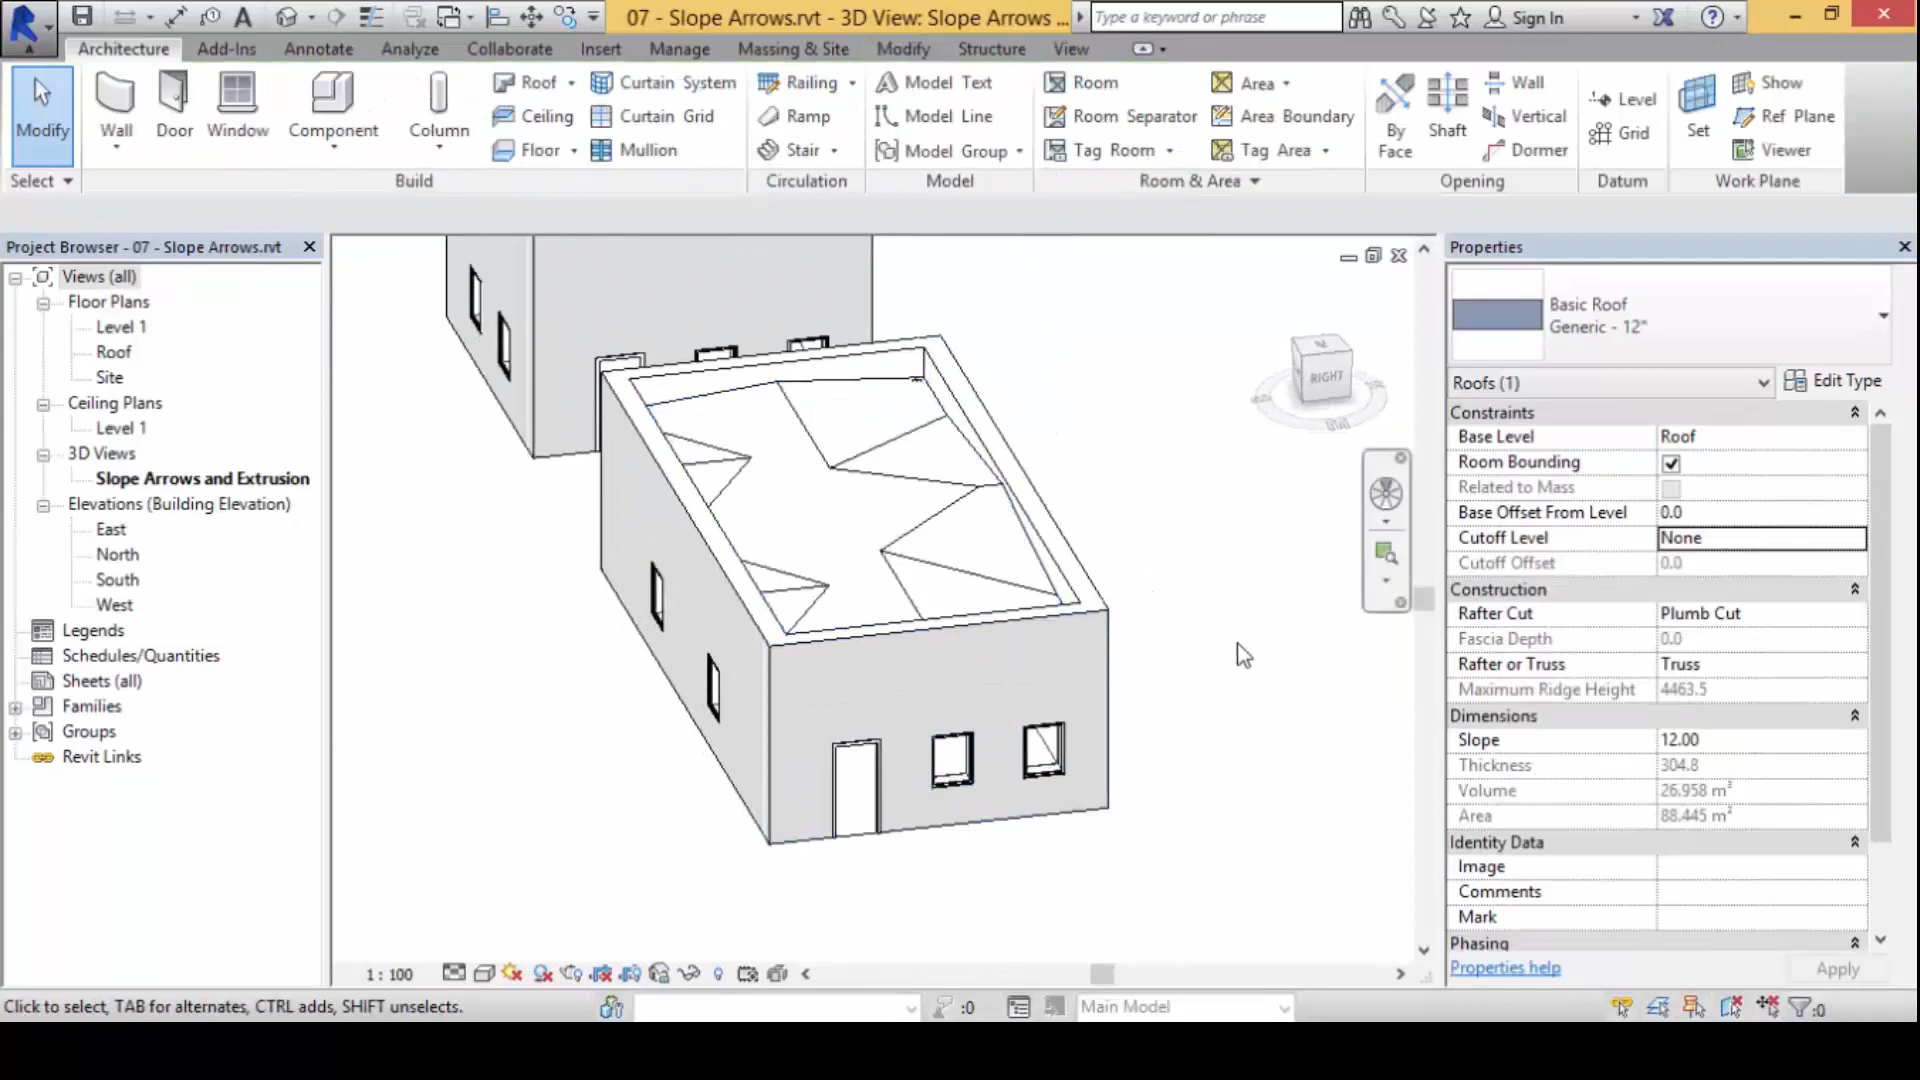 07 - Slope Arrows.rvt - 3D View: Slope Arrows ...
Type a keyword or phrase
Sign In
Architecture Add-Ins Annotate Analyze Collaborate Insert Manage Massing & Site Modify Structure View
Modify
Wall
Door
Window
Component
Column
Roof
Ceiling
Floor
Curtain System
Curtain Grid
Mullion
Railing
Ramp
Stair
Model Text
Model Line
Model Group
Room
Room Separator
Tag Room
Area
Area Boundary
Tag Area
By
Face
Shaft
Wall
Vertical
Dormer
Level
Grid
Set
Show
Ref Plane
Viewer
Select Build Circulation Model Room & Area Opening Datum Work Plane
Project Browser - 07 - Slope Arrows.rvt
Views (all)
Floor Plans
Level 1
Roof
Site
Ceiling Plans
Level 1
3D Views
Slope Arrows and Extrusion
Elevations (Building Elevation)
East
North
South
West
Legends
Schedules/Quantities
Sheets (all)
Families
Groups
Revit Links
RIGHT
1 : 100
Properties
Basic Roof
Generic - 12"
Roofs (1)
Edit Type
Constraints
Base Level Roof
Room Bounding
Related to Mass
Base Offset From Level 0.0
Cutoff Level None
Cutoff Offset 0.0
Construction
Rafter Cut Plumb Cut
Fascia Depth 0.0
Rafter or Truss Truss
Maximum Ridge Height 4463.5
Dimensions
Slope 12.00
Thickness 304.8
Volume 26.958 m³
Area 88.445 m²
Identity Data
Image
Comments
Mark
Phasing
Properties help
Apply
Click to select, TAB for alternates, CTRL adds, SHIFT unselects.
:0
Main Model
:0